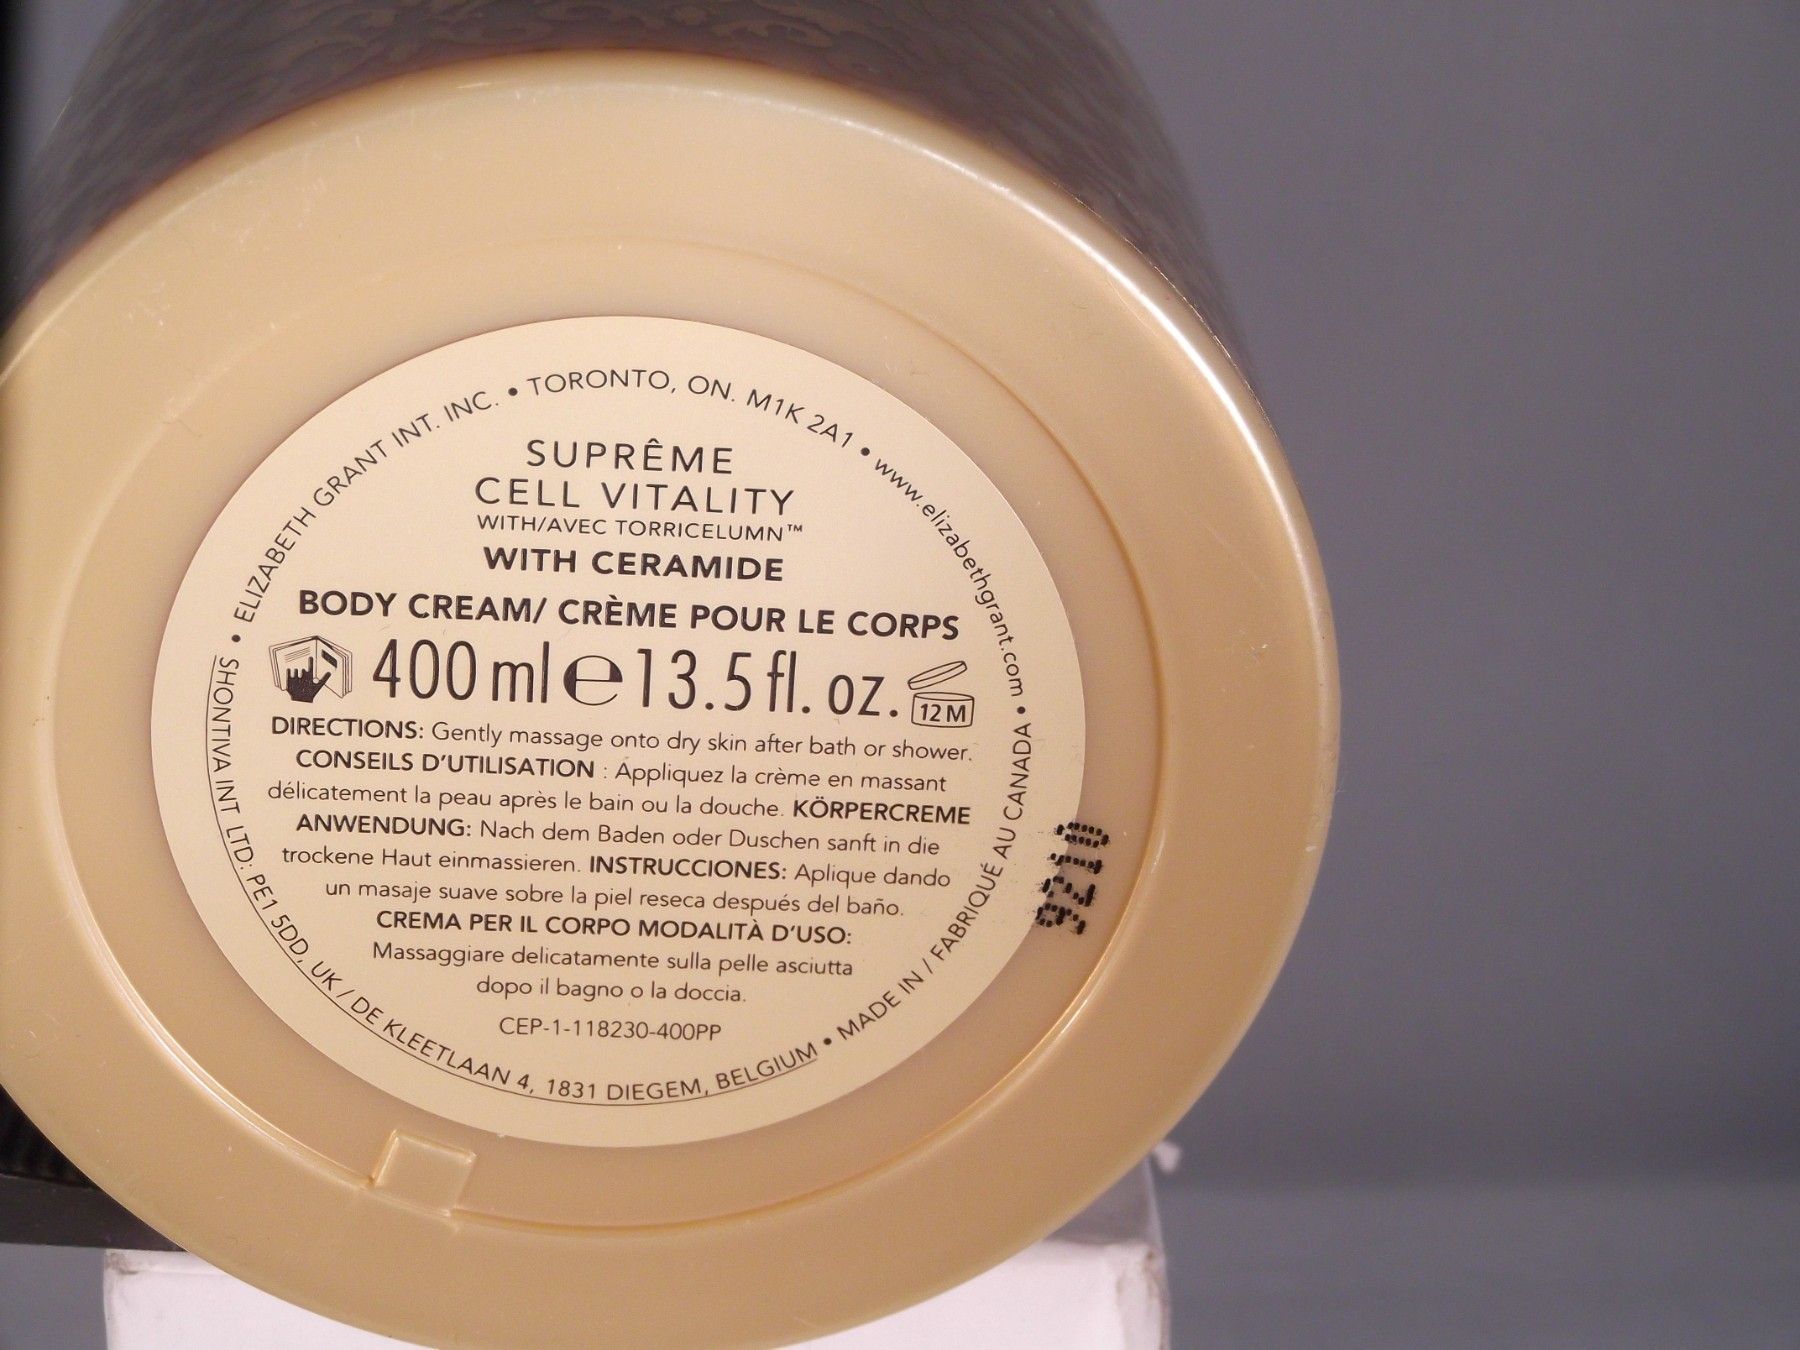 • ELIZABETH GRANT INT. INC. • TORONTO, ON. M1K 2A1 • www.elizabethgrant.com •
SUPRÊME
CELL VITALITY
WITH/AVEC TORRICELUMN™
WITH CERAMIDE
BODY CREAM/ CRÈME POUR LE CORPS
400 ml e 13.5 fl. oz.
12 M
DIRECTIONS: Gently massage onto dry skin after bath or shower.
CONSEILS D'UTILISATION : Appliquez la crème en massant
délicatement la peau après le bain ou la douche. KÖRPERCREME
ANWENDUNG: Nach dem Baden oder Duschen sanft in die
trockene Haut einmassieren. INSTRUCCIONES: Aplique dando
un masaje suave sobre la piel reseca después del baño.
CREMA PER IL CORPO MODALITÀ D'USO:
Massaggiare delicatamente sulla pelle asciutta
dopo il bagno o la doccia.
CEP-1-118230-400PP
SHONTIVA INT LTD: PE1 5DD, UK / DE KLEETLAAN 4, 1831 DIEGEM, BELGIUM • MADE IN / FABRIQUÉ AU CANADA